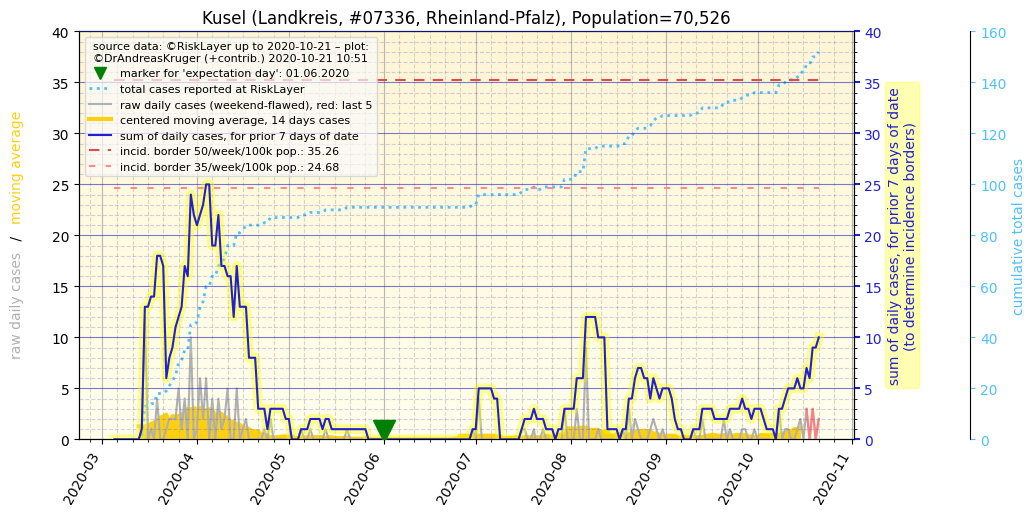 Kusel (Landkreis, #07336, Rheinland-Pfalz), Population=70,526
source data: ©RiskLayer up to 2020-10-21 – plot:
©DrAndreasKruger (+contrib.) 2020-10-21 10:51
marker for 'expectation day': 01.06.2020
total cases reported at RiskLayer
raw daily cases (weekend-flawed), red: last 5
centered moving average, 14 days cases
sum of daily cases, for prior 7 days of date
incid. border 50/week/100k pop.: 35.26
incid. border 35/week/100k pop.: 24.68
raw daily cases / moving average
40
35
30
25
20
15
10
5
0
2020-03
2020-04
2020-05
2020-06
2020-07
2020-08
2020-09
2020-10
2020-11
40
35
30
25
20
15
10
5
0
sum of daily cases, for prior 7 days of date
(to determine incidence borders)
160
140
120
100
80
60
40
20
0
cumulative total cases